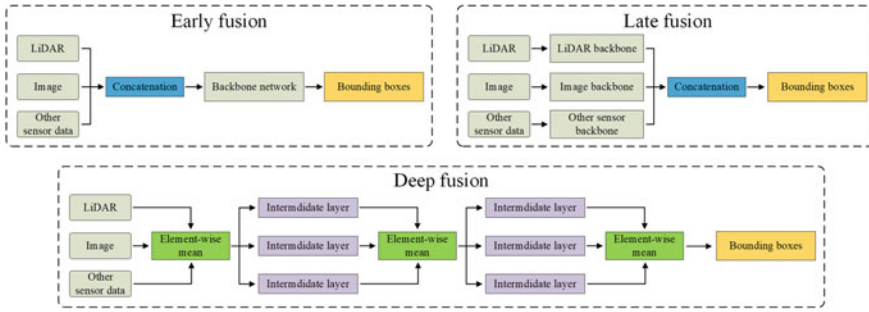 Early fusion
LiDAR
Image
Other
sensor data
Concatenation
Backbone network
Bounding boxes
Late fusion
LiDAR
Image
Other
sensor data
LiDAR backbone
Image backbone
Other sensor
backbone
Concatenation
Bounding boxes
Deep fusion
LiDAR
Image
Other
sensor data
Element-wise
mean
Intermdidate layer
Intermdidate layer
Intermdidate layer
Element-wise
mean
Intermdidate layer
Intermdidate layer
Intermdidate layer
Element-wise
mean
Bounding boxes